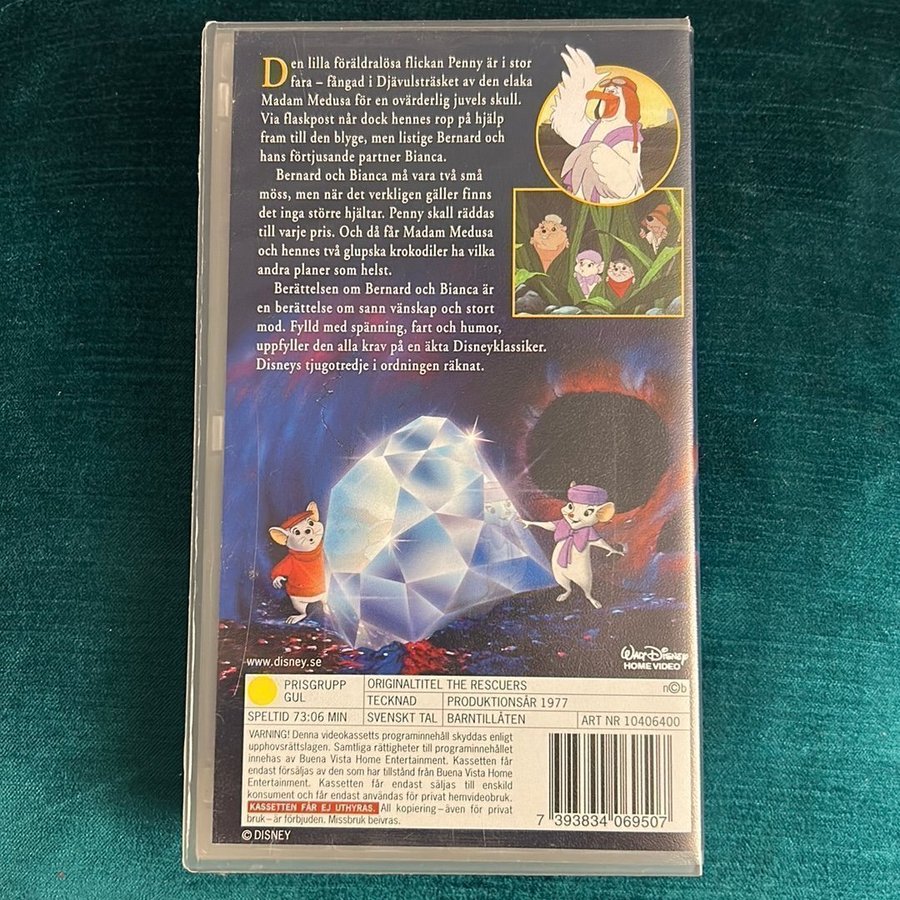 Den lilla föräldralösa flickan Penny är i stor
fara – fångad i Djävulsträsket av den elaka
Madam Medusa för en ovärderlig juvels skull.
Via flaskpost når dock hennes rop på hjälp
fram till den blyge, men listige Bernard och
hans förtjusande partner Bianca.
Bernard och Bianca må vara två små
möss, men när det verkligen gäller finns
det inga större hjältar. Penny skall räddas
till varje pris. Och då får Madam Medusa
och hennes två glupska krokodiler ha vilka
andra planer som helst.
Berättelsen om Bernard och Bianca är
en berättelse om sann vänskap och stort
mod. Fylld med spänning, fart och humor,
uppfyller den alla krav på en äkta Disneyklassiker.
Disneys tjugotredje i ordningen räknat.
www.disney.se
WALT DISNEY
HOME VIDEO
PRISGRUPP
GUL
ORIGINALTITEL THE RESCUERS
n©b
TECKNAD
PRODUKTIONSÅR 1977
SPELTID 73:06 MIN
SVENSKT TAL
BARNTILLÅTEN
ART NR 10406400
VARNING! Denna videokassetts programinnehåll skyddas enligt
upphovsrättslagen. Samtliga rättigheter till programinnehållet
innehas av Buena Vista Home Entertainment. Kassetten får
endast försäljas av den som har tillstånd från Buena Vista Home
Entertainment. Kassetten får endast säljas till enskild
konsument och får endast användas för privat hemvideobruk.
KASSETTEN FÅR EJ UTHYRAS. All kopiering – även för privat
bruk – är förbjuden. Missbruk beivras.
7 393834 069507
© DISNEY